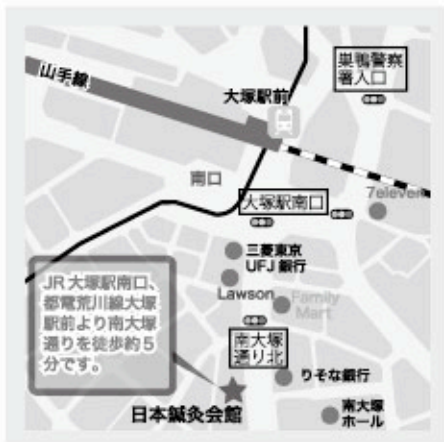 巣鴨警察
署入口
山手線
大塚駅前
南口
大塚駅南口
7eleven
三菱東京
UFJ 銀行
Lawson
Family
Mart
JR 大塚駅南口、
都電荒川線大塚
駅前より南大塚
通りを徒歩約5
分です。
南大塚
通り北
りそな銀行
日本鍼灸会館
南大塚
ホール